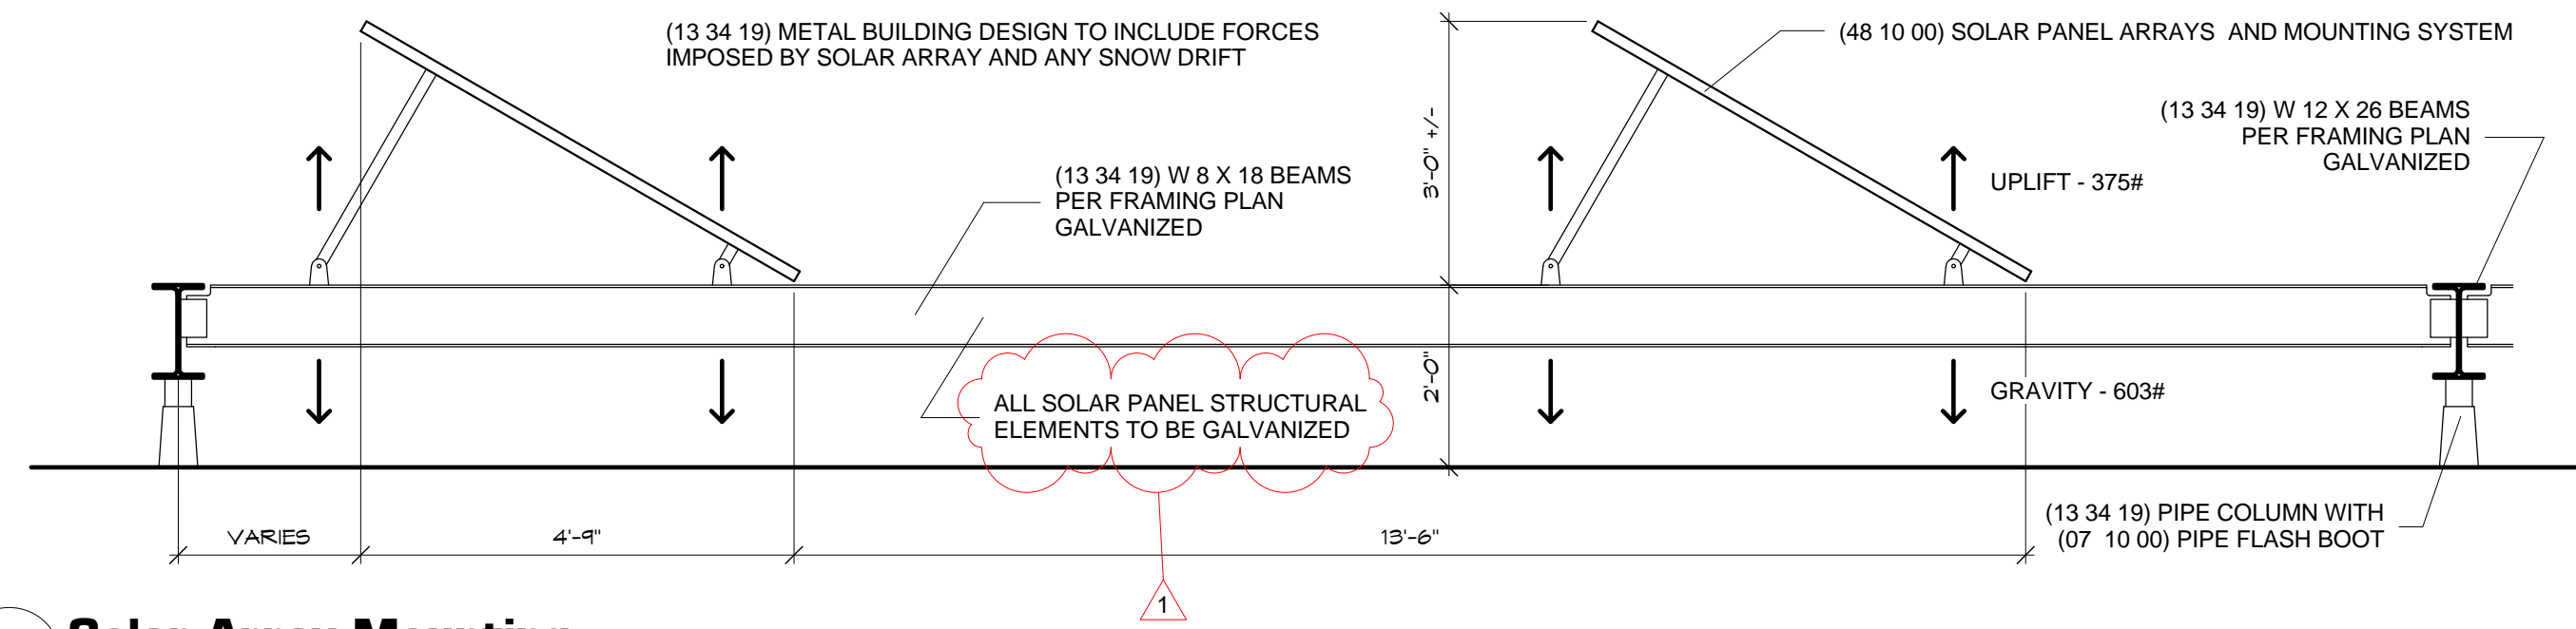 (13 34 19) METAL BUILDING DESIGN TO INCLUDE FORCES
IMPOSED BY SOLAR ARRAY AND ANY SNOW DRIFT
(48 10 00) SOLAR PANEL ARRAYS AND MOUNTING SYSTEM
(13 34 19) W 12 X 26 BEAMS
PER FRAMING PLAN
GALVANIZED
3'-0" +/-
(13 34 19) W 8 X 18 BEAMS
PER FRAMING PLAN
GALVANIZED
UPLIFT - 375#
2'-0"
GRAVITY - 603#
ALL SOLAR PANEL STRUCTURAL
ELEMENTS TO BE GALVANIZED
(13 34 19) PIPE COLUMN WITH
(07 10 00) PIPE FLASH BOOT
VARIES
4'-9"
13'-6"
1
Solar Array Mounting